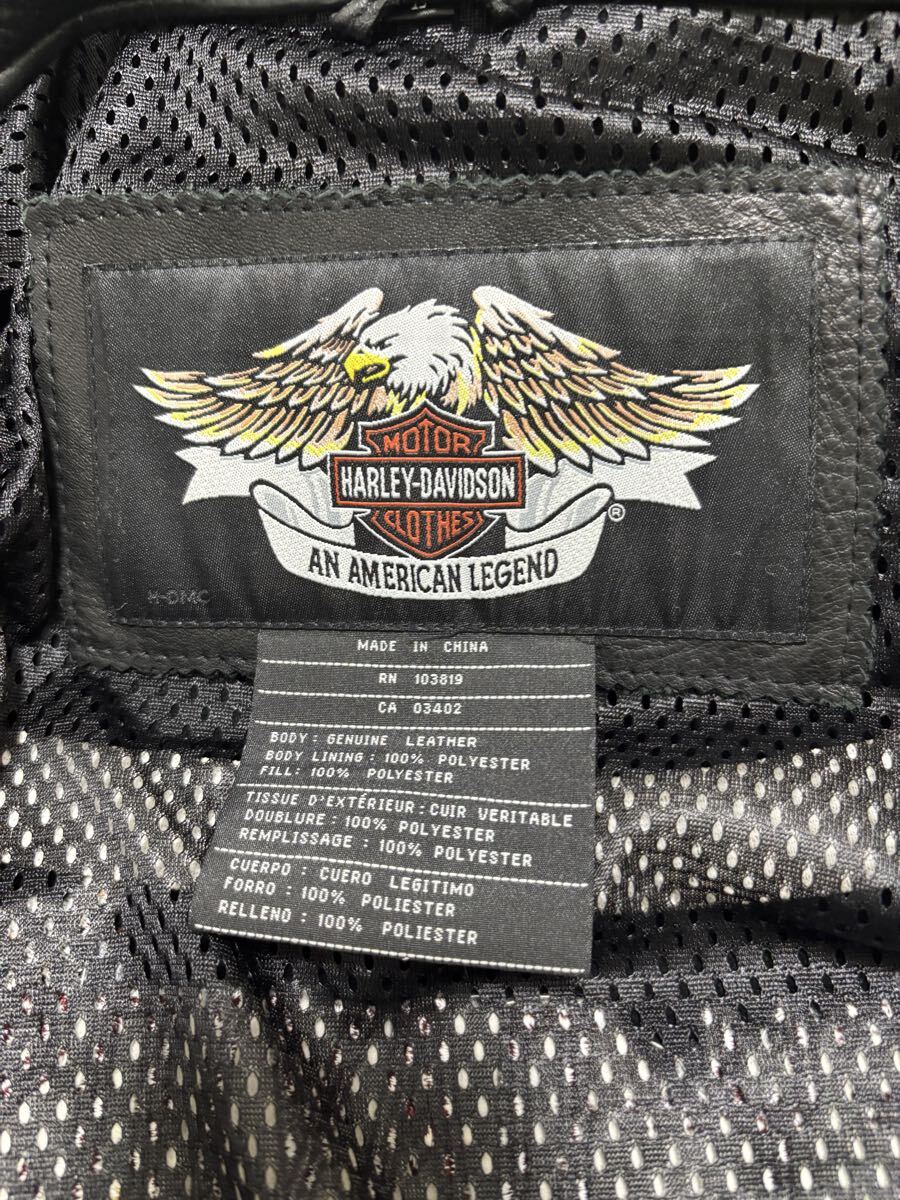 MOTOR
HARLEY-DAVIDSON
CLOTHES
®
AN AMERICAN LEGEND
H-DMC
MADE IN CHINA
RN 103819
CA 03402
BODY: GENUINE LEATHER
BODY LINING: 100% POLYESTER
FILL: 100% POLYESTER
TISSUE D'EXTÉRIEUR: CUIR VERITABLE
DOUBLURE: 100% POLYESTER
REMPLISSAGE: 100% POLYESTER
CUERPO: CUERO LEGITIMO
FORRO: 100% POLIESTER
RELLENO: 100% POLIESTER